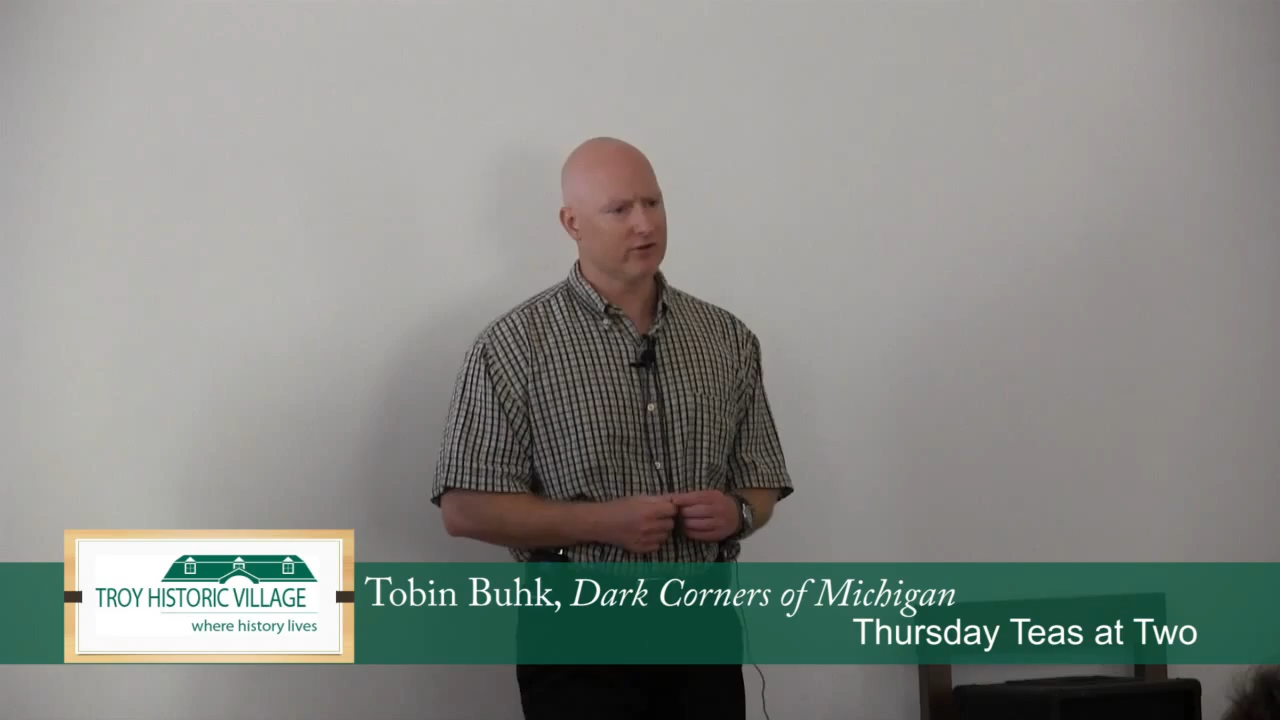 TROY HISTORIC VILLAGE
where history lives
Tobin Buhk, Dark Corners of Michigan
Thursday Teas at Two